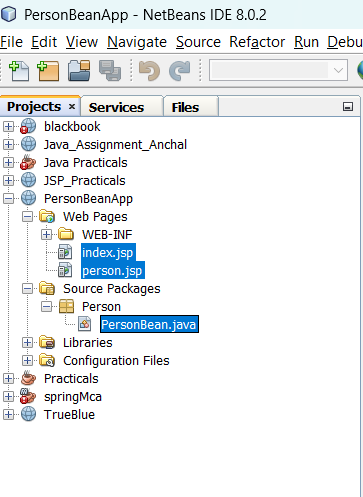 PersonBeanApp - NetBeans IDE 8.0.2
File Edit View Navigate Source Refactor Run Debu
Projects × Services Files
blackbook
Java_Assignment_Anchal
Java Practicals
JSP_Practicals
PersonBeanApp
Web Pages
WEB-INF
index.jsp
person.jsp
Source Packages
Person
PersonBean.java
Libraries
Configuration Files
Practicals
springMca
TrueBlue